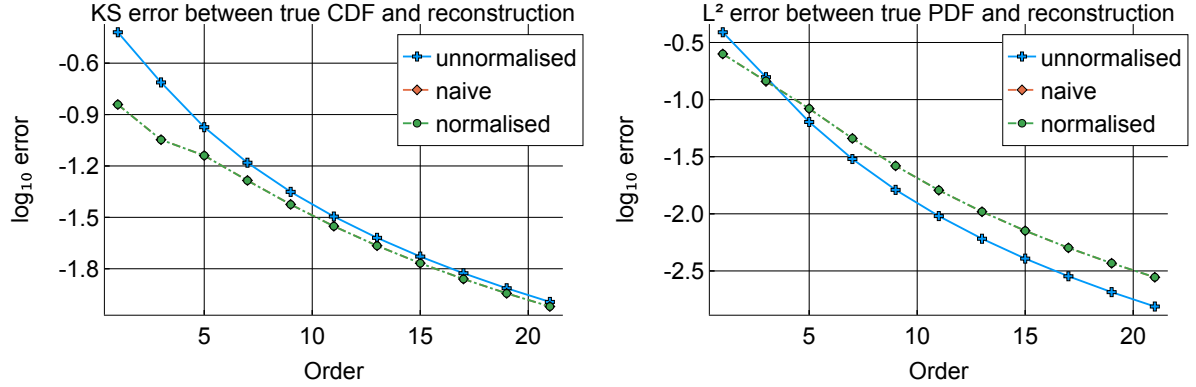 KS error between true CDF and reconstruction
-0.6
-0.9
-1.2
-1.5
-1.8
log₁₀ error
5
10
15
20
Order
unnormalised
naive
normalised
L² error between true PDF and reconstruction
-0.5
-1.0
-1.5
-2.0
-2.5
log₁₀ error
5
10
15
20
Order
unnormalised
naive
normalised